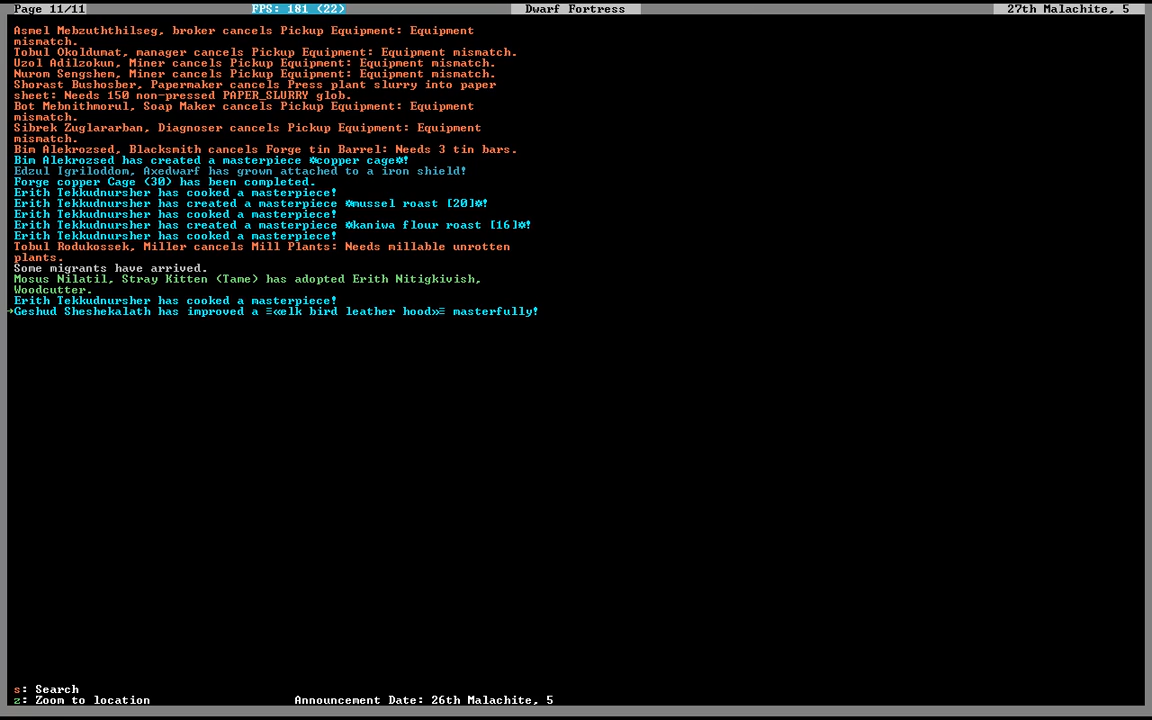 Page 11/11 FPS: 181 (22) Dwarf Fortress 27th Malachite, 5
Asmel Mebzuththilseg, broker cancels Pickup Equipment: Equipment
mismatch.
Tobul Okoldumat, manager cancels Pickup Equipment: Equipment mismatch.
Uzol Adilzokun, Miner cancels Pickup Equipment: Equipment mismatch.
Nurom Sengshem, Miner cancels Pickup Equipment: Equipment mismatch.
Shorast Bushosber, Papermaker cancels Press plant slurry into paper
sheet: Needs 150 non-pressed PAPER_SLURRY glob.
Bot Mebnithmorul, Soap Maker cancels Pickup Equipment: Equipment
mismatch.
Sibrek Zuglararban, Diagnoser cancels Pickup Equipment: Equipment
mismatch.
Bim Alekrozsed, Blacksmith cancels Forge tin Barrel: Needs 3 tin bars.
Bim Alekrozsed has created a masterpiece ☼copper cage☼!
Edzul Igriloddom, Axedwarf has grown attached to a iron shield!
Forge copper Cage (30) has been completed.
Erith Tekkudnursher has cooked a masterpiece!
Erith Tekkudnursher has created a masterpiece ☼mussel roast [20]☼!
Erith Tekkudnursher has cooked a masterpiece!
Erith Tekkudnursher has created a masterpiece ☼kaniwa flour roast [16]☼!
Erith Tekkudnursher has cooked a masterpiece!
Tobul Rodukossek, Miller cancels Mill Plants: Needs millable unrotten
plants.
Some migrants have arrived.
Mosus Nilatil, Stray Kitten (Tame) has adopted Erith Nitigkivish,
Woodcutter.
Erith Tekkudnursher has cooked a masterpiece!
→Geshud Sheshekalath has improved a ≡«elk bird leather hood»≡ masterfully!
s: Search
z: Zoom to location Announcement Date: 26th Malachite, 5